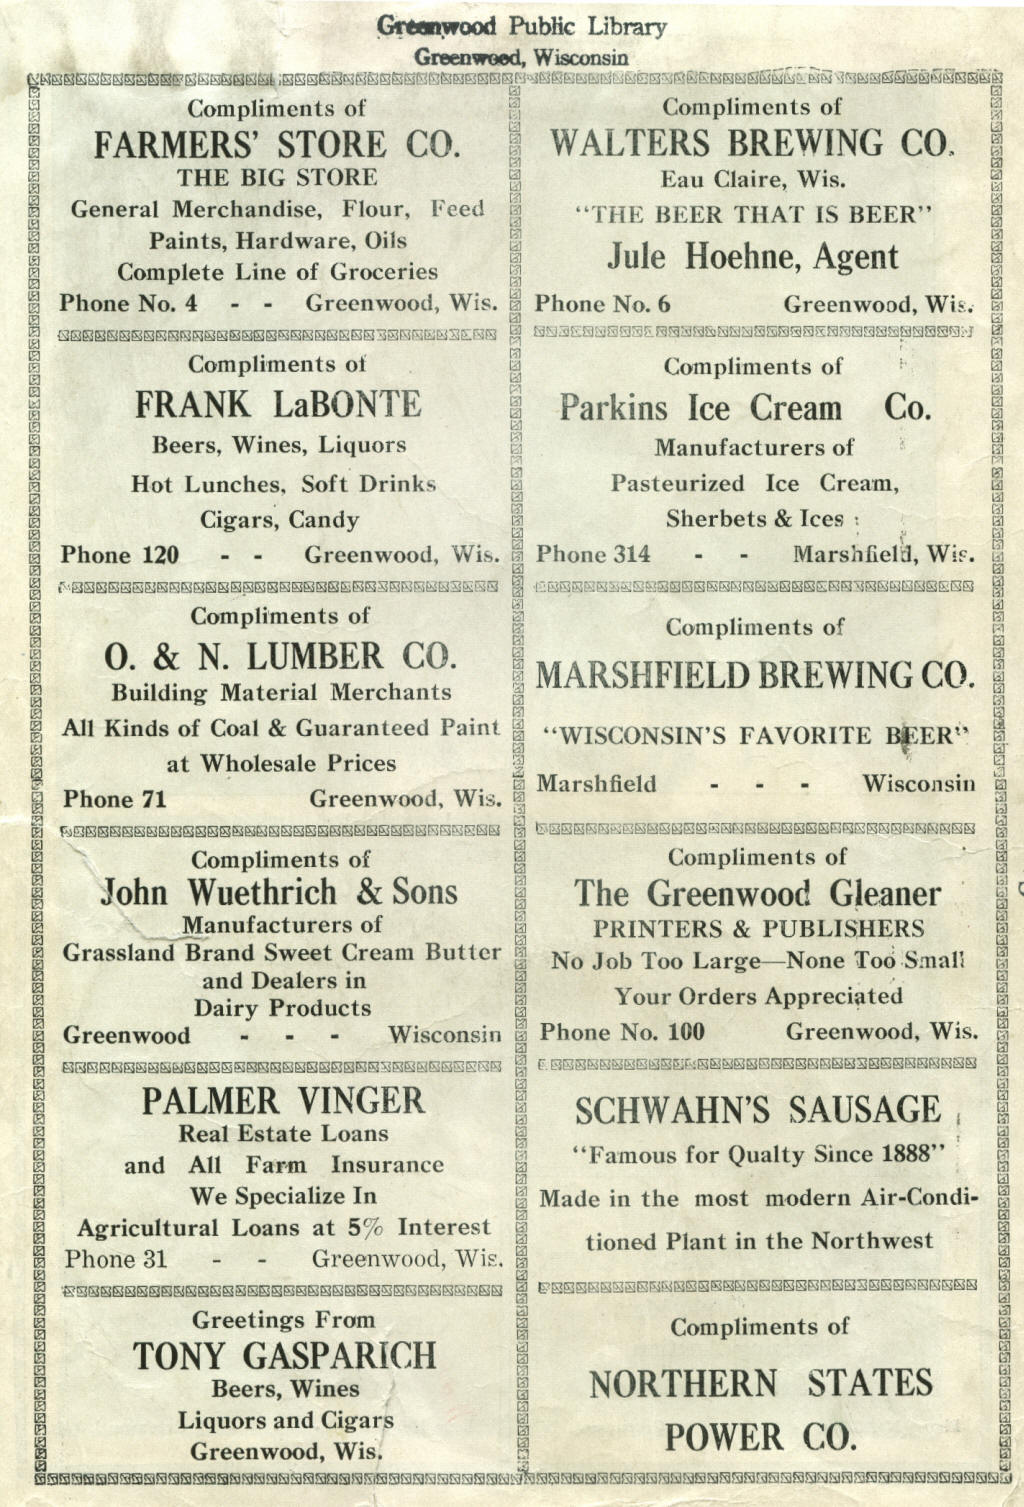 Greenwood Public Library
Greenwood, Wisconsin
Compliments of
FARMERS' STORE CO.
THE BIG STORE
General Merchandise, Flour, Feed
Paints, Hardware, Oils
Complete Line of Groceries
Phone No. 4 - - Greenwood, Wis.
Compliments of
FRANK LaBONTE
Beers, Wines, Liquors
Hot Lunches, Soft Drinks
Cigars, Candy
Phone 120 - - Greenwood, Wis.
Compliments of
O. & N. LUMBER CO.
Building Material Merchants
All Kinds of Coal & Guaranteed Paint
at Wholesale Prices
Phone 71 Greenwood, Wis.
Compliments of
John Wuethrich & Sons
Manufacturers of
Grassland Brand Sweet Cream Butter
and Dealers in
Dairy Products
Greenwood - - - Wisconsin
PALMER VINGER
Real Estate Loans
and All Farm Insurance
We Specialize In
Agricultural Loans at 5% Interest
Phone 31 - - Greenwood, Wis.
Greetings From
TONY GASPARICH
Beers, Wines
Liquors and Cigars
Greenwood, Wis.
Compliments of
WALTERS BREWING CO.
Eau Claire, Wis.
"THE BEER THAT IS BEER"
Jule Hoehne, Agent
Phone No. 6 Greenwood, Wis.
Compliments of
Parkins Ice Cream Co.
Manufacturers of
Pasteurized Ice Cream,
Sherbets & Ices
Phone 314 - - Marshfield, Wis.
Compliments of
MARSHFIELD BREWING CO.
"WISCONSIN'S FAVORITE BEER"
Marshfield - - - Wisconsin
Compliments of
The Greenwood Gleaner
PRINTERS & PUBLISHERS
No Job Too Large—None Too Small
Your Orders Appreciated
Phone No. 100 Greenwood, Wis.
SCHWAHN'S SAUSAGE
"Famous for Qualty Since 1888"
Made in the most modern Air-Condi-
tioned Plant in the Northwest
Compliments of
NORTHERN STATES
POWER CO.